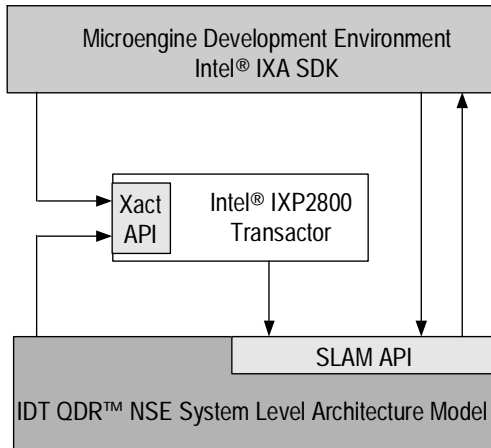 Microengine Development Environment
Intel® IXA SDK
Xact
API
Intel® IXP2800
Transactor
SLAM API
IDT QDR™ NSE System Level Architecture Model